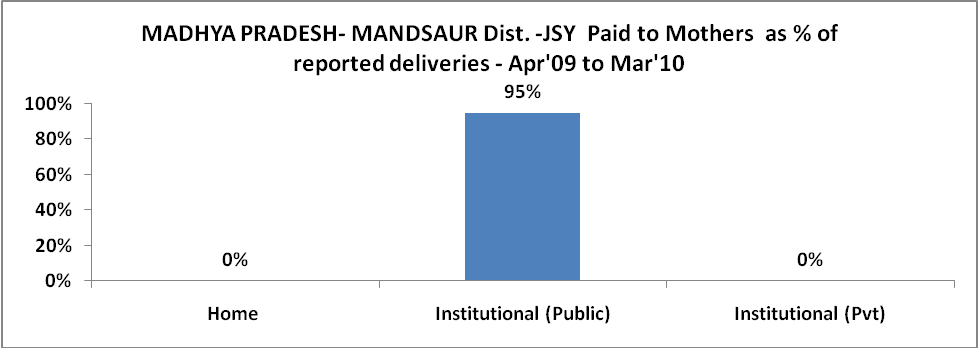 MADHYA PRADESH- MANDSAUR Dist. -JSY  Paid to Mothers  as % of
reported deliveries - Apr'09 to Mar'10
95%
100%
80%
60%
40%
20%
0%
0%
0%
Home
Institutional (Public)
Institutional (Pvt)